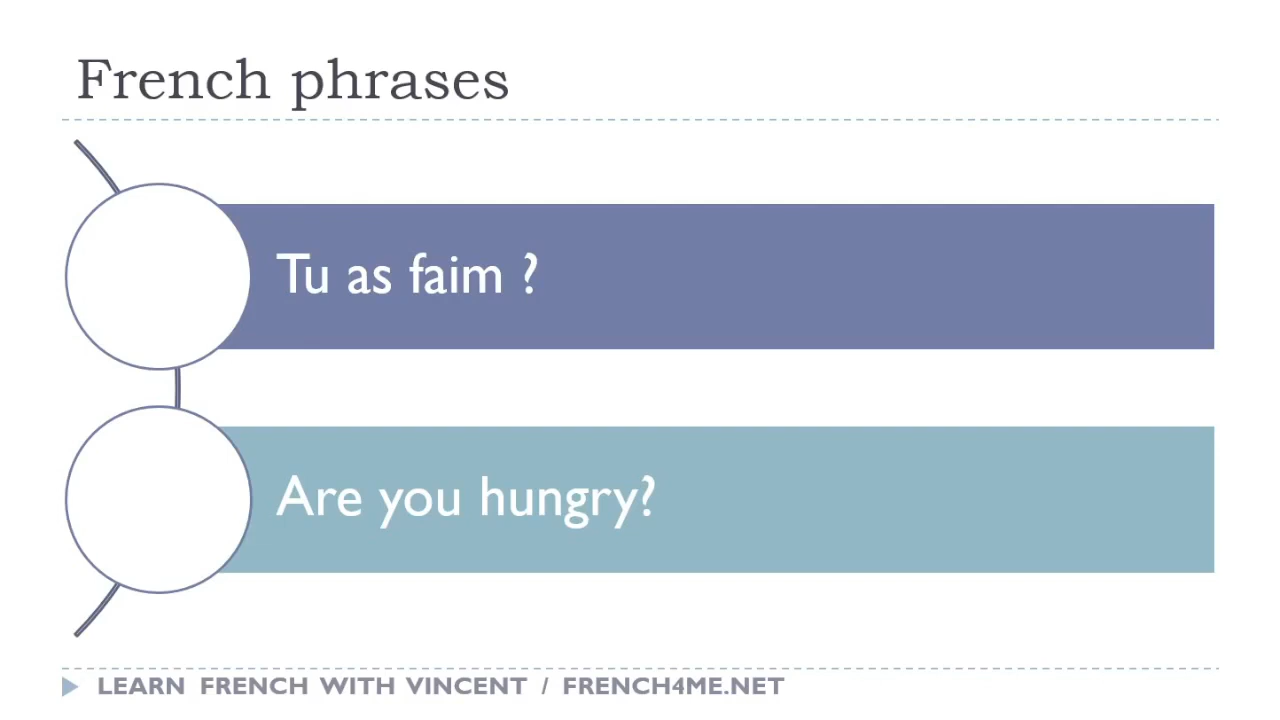 French phrases
Tu as faim ?
Are you hungry?
LEARN FRENCH WITH VINCENT / FRENCH4ME.NET